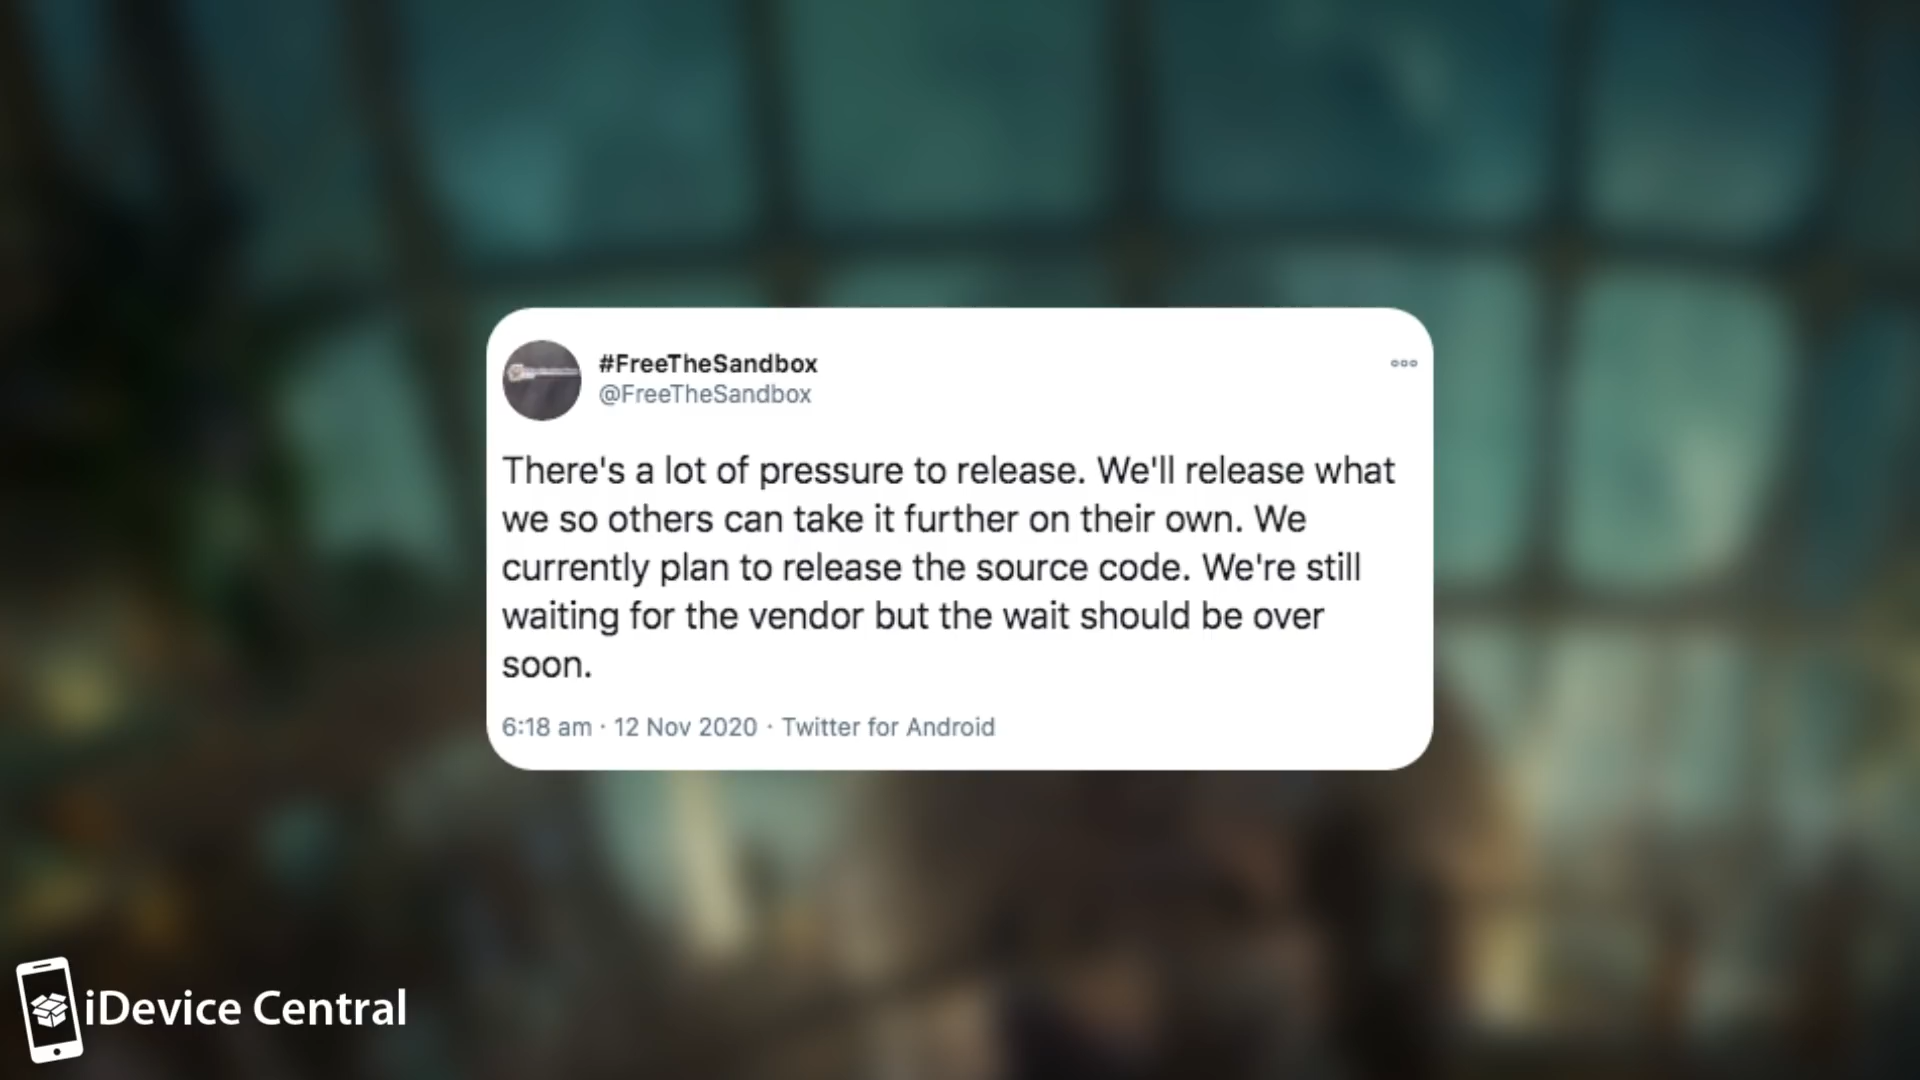 #FreeTheSandbox
@FreeTheSandbox
There's a lot of pressure to release. We'll release what
we so others can take it further on their own. We
currently plan to release the source code. We're still
waiting for the vendor but the wait should be over
soon.
6:18 am · 12 Nov 2020 · Twitter for Android
iDevice Central